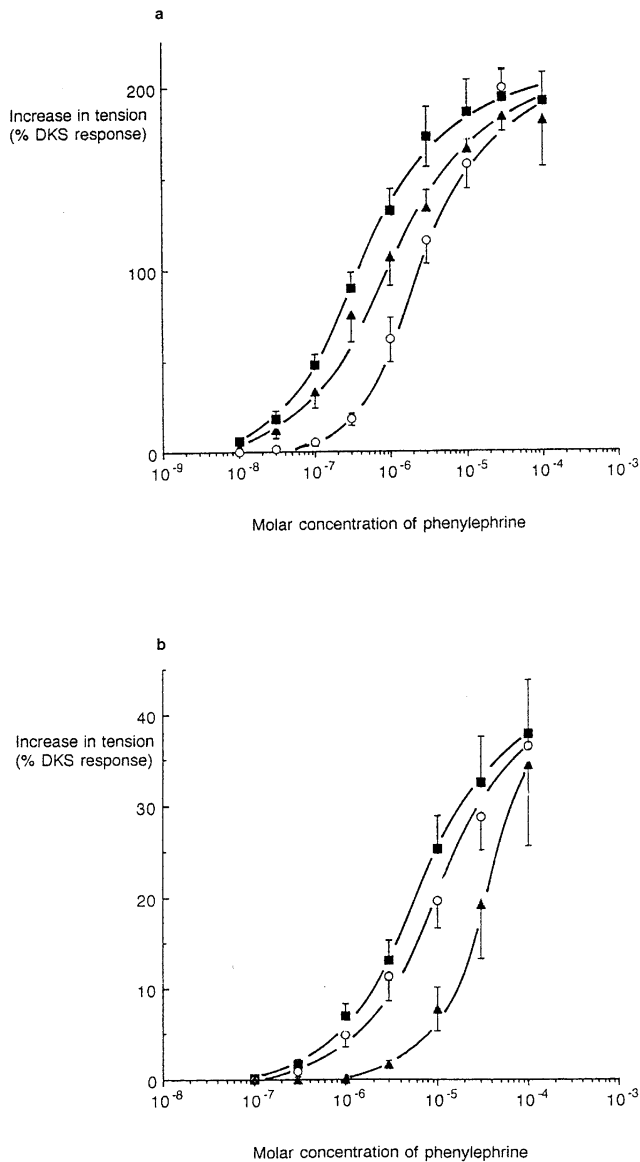 a
200
Increase in tension
(% DKS response)
100
0
10⁻⁹ 10⁻⁸ 10⁻⁷ 10⁻⁶ 10⁻⁵ 10⁻⁴ 10⁻³
Molar concentration of phenylephrine
b
40
Increase in tension
(% DKS response)
30
20
10
0
10⁻⁸ 10⁻⁷ 10⁻⁶ 10⁻⁵ 10⁻⁴ 10⁻³
Molar concentration of phenylephrine